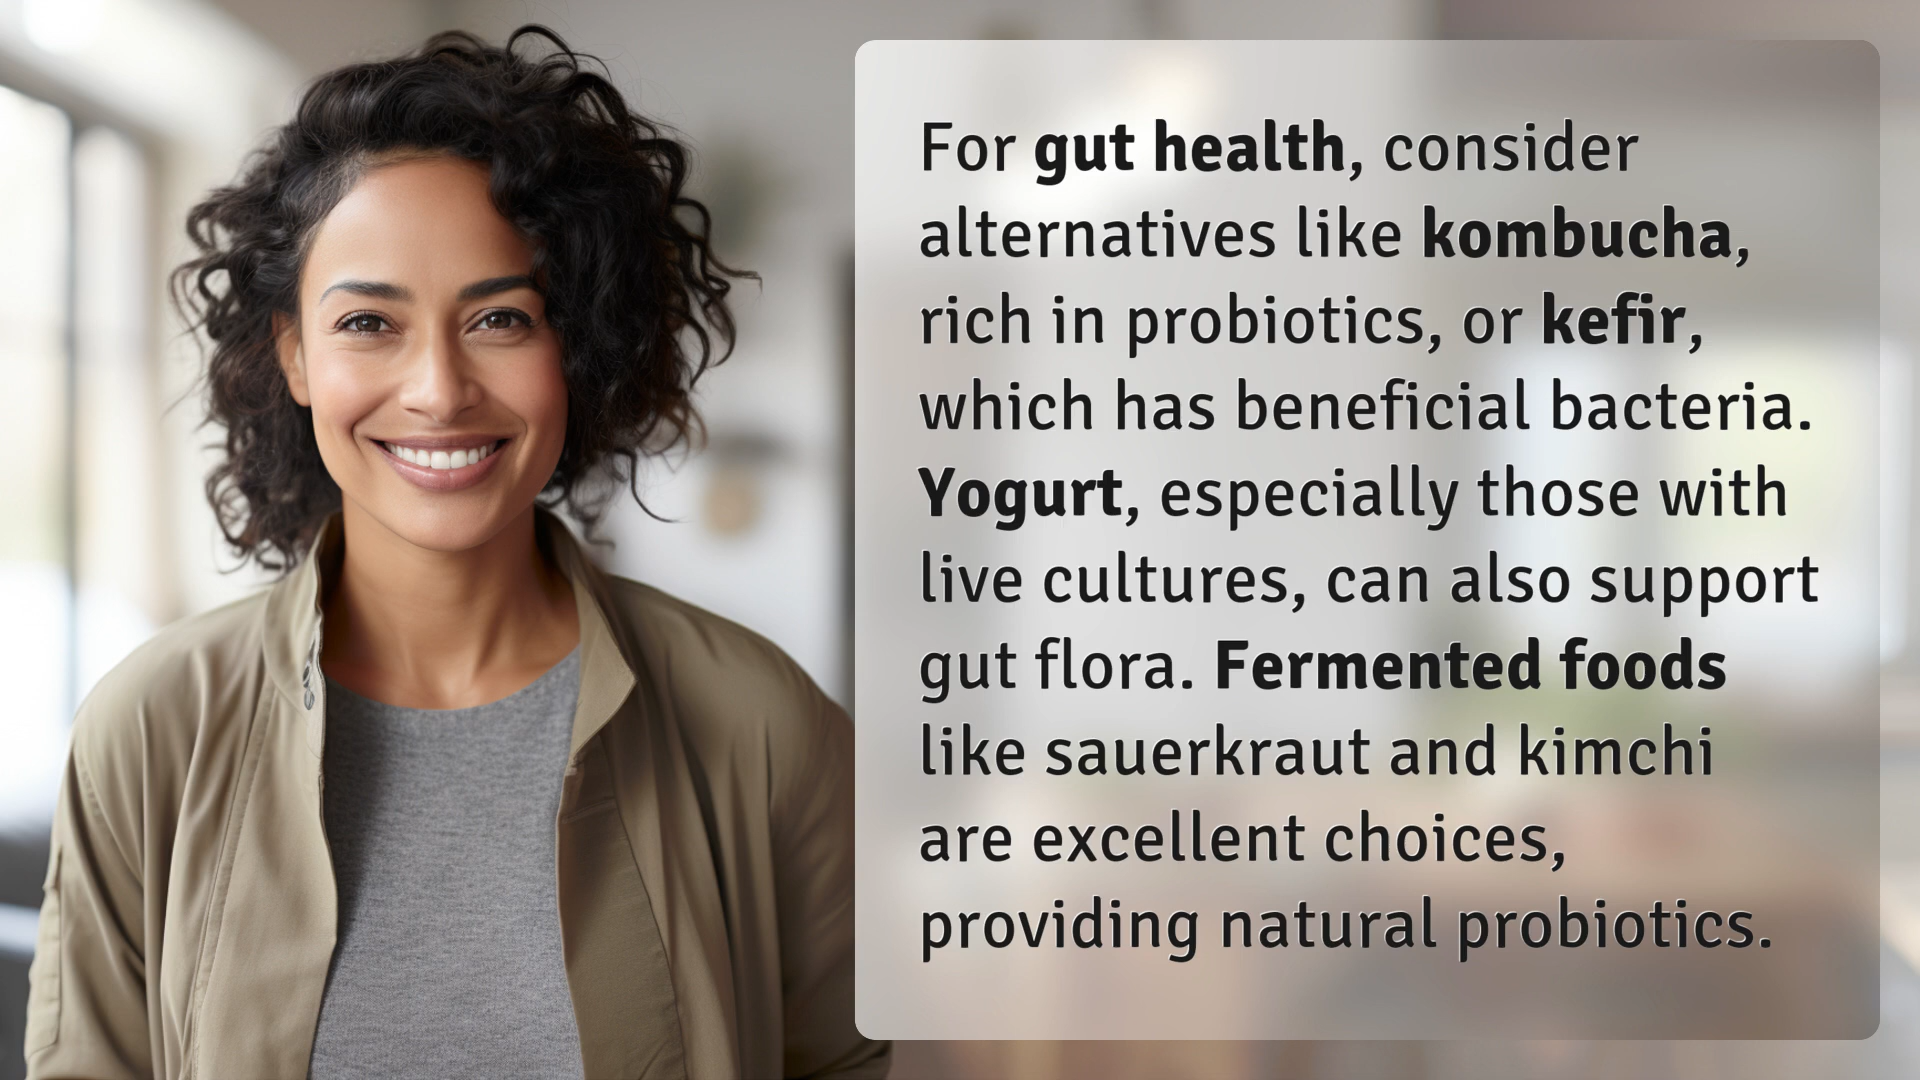 For gut health, consider
alternatives like kombucha,
rich in probiotics, or kefir,
which has beneficial bacteria.
Yogurt, especially those with
live cultures, can also support
gut flora. Fermented foods
like sauerkraut and kimchi
are excellent choices,
providing natural probiotics.